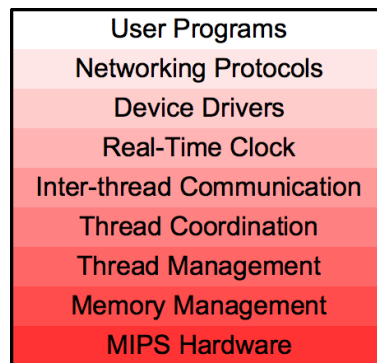 User Programs
Networking Protocols
Device Drivers
Real-Time Clock
Inter-thread Communication
Thread Coordination
Thread Management
Memory Management
MIPS Hardware